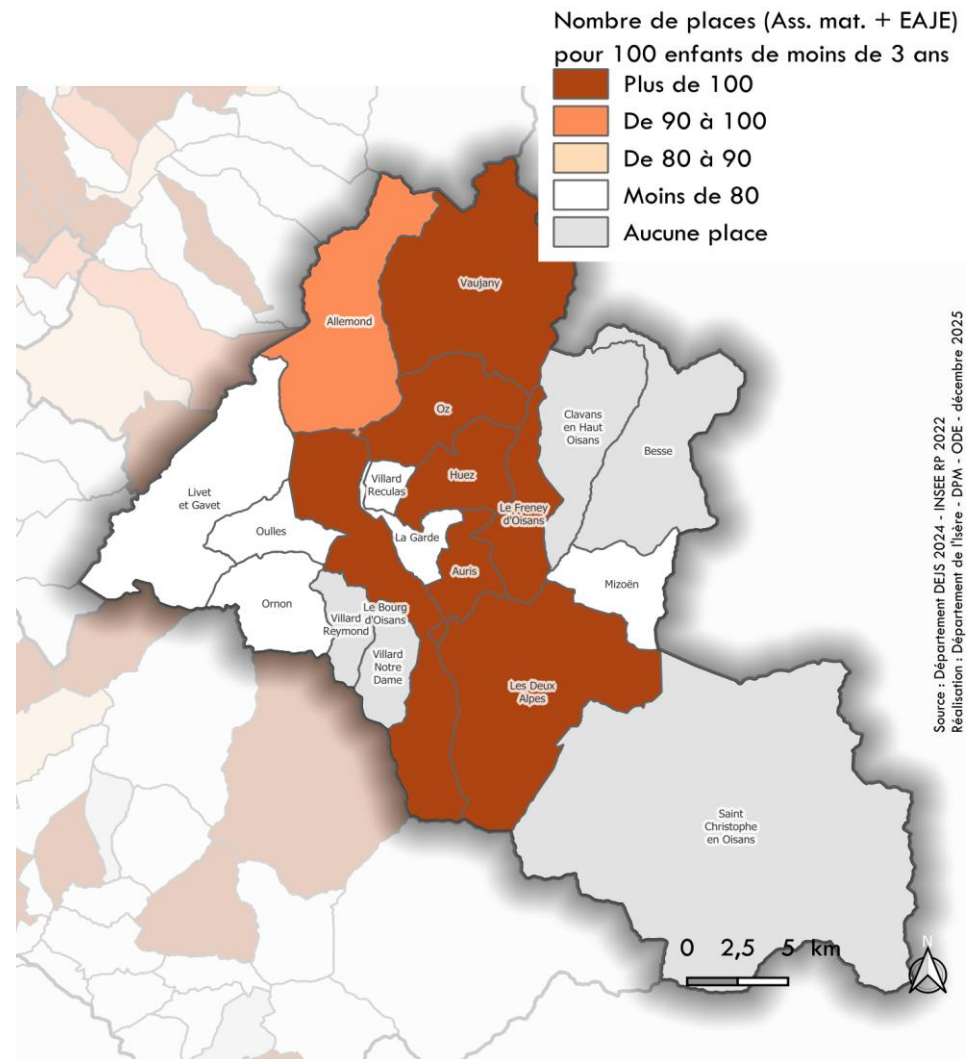 Nombre de places (Ass. mat. + EAJE)
pour 100 enfants de moins de 3 ans
Plus de 100
De 90 à 100
De 80 à 90
Moins de 80
Aucune place
Vaujany
Allemond
Oz
Clavans
en Haut
Oisans
Besse
Villard
Reculas
Huez
Livet
et Gavet
Le Freney
d'Oisans
Oulles
La Garde
Auris
Mizoën
Ornon
Villard
Reymond
Le Bourg
d'Oisans
Villard
Notre
Dame
Les Deux
Alpes
Saint
Christophe
en Oisans
0 2,5 5 km
N
Source : Département DEJS 2024 - INSEE RP 2022
Réalisation : Département de l'Isère - DPM - ODE - décembre 2025